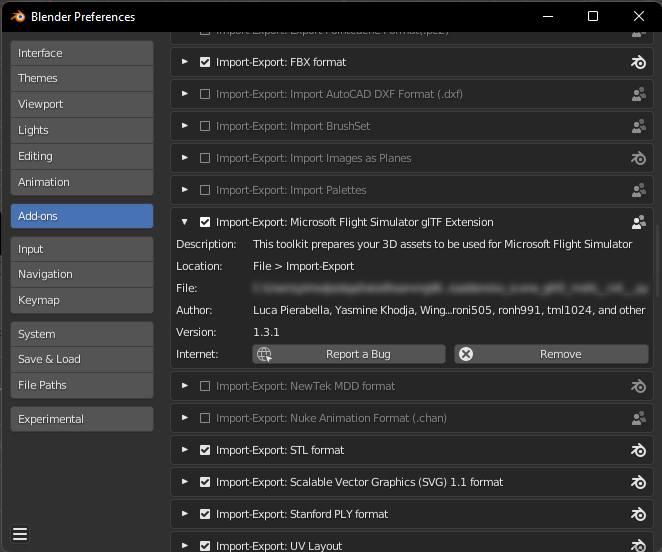 Blender Preferences
Interface
Themes
Viewport
Lights
Editing
Animation
Add-ons
Input
Navigation
Keymap
System
Save & Load
File Paths
Experimental
Import-Export: FBX format
Import-Export: Import AutoCAD DXF Format (.dxf)
Import-Export: Import BrushSet
Import-Export: Import Images as Planes
Import-Export: Import Palettes
Import-Export: Microsoft Flight Simulator glTF Extension
Description: This toolkit prepares your 3D assets to be used for Microsoft Flight Simulator
Location: File > Import-Export
File:
Author: Luca Pierabella, Yasmine Khodja, Wing...roni505, ronh991, tml1024, and other
Version: 1.3.1
Internet: Report a Bug Remove
Import-Export: NewTek MDD format
Import-Export: Nuke Animation Format (.chan)
Import-Export: STL format
Import-Export: Scalable Vector Graphics (SVG) 1.1 format
Import-Export: Stanford PLY format
Import-Export: UV Layout